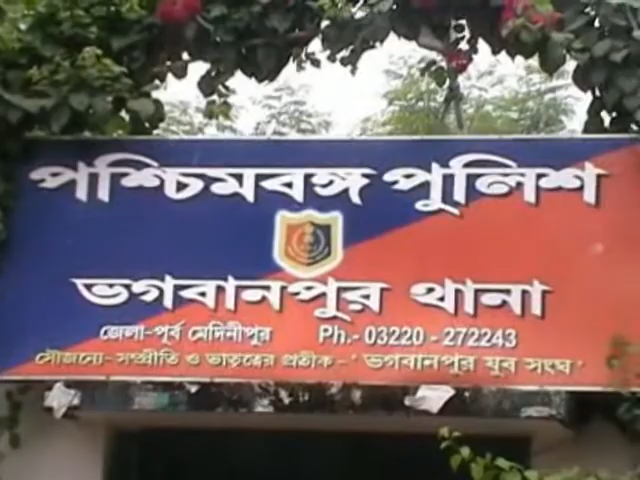 পশ্চিমবঙ্গ পুলিশ
ভগবানপুর থানা
জেলা-পূর্ব মেদিনীপুর Ph.- 03220 - 272243
সৌজন্যে- সম্প্রীতি ও ভাতৃত্বের প্রতীক - ' ভগবানপুর যুব সংঘ '